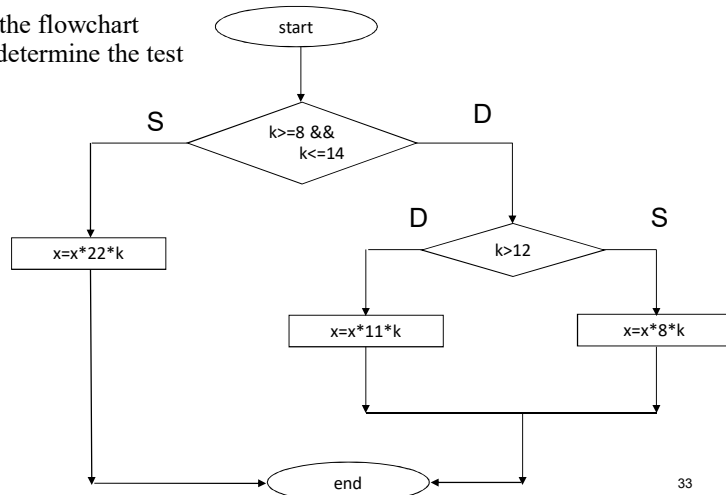 the flowchart
determine the test
start
S
D
k>=8 &&
k<=14
D
S
x=x*22*k
k>12
x=x*11*k
x=x*8*k
end
33